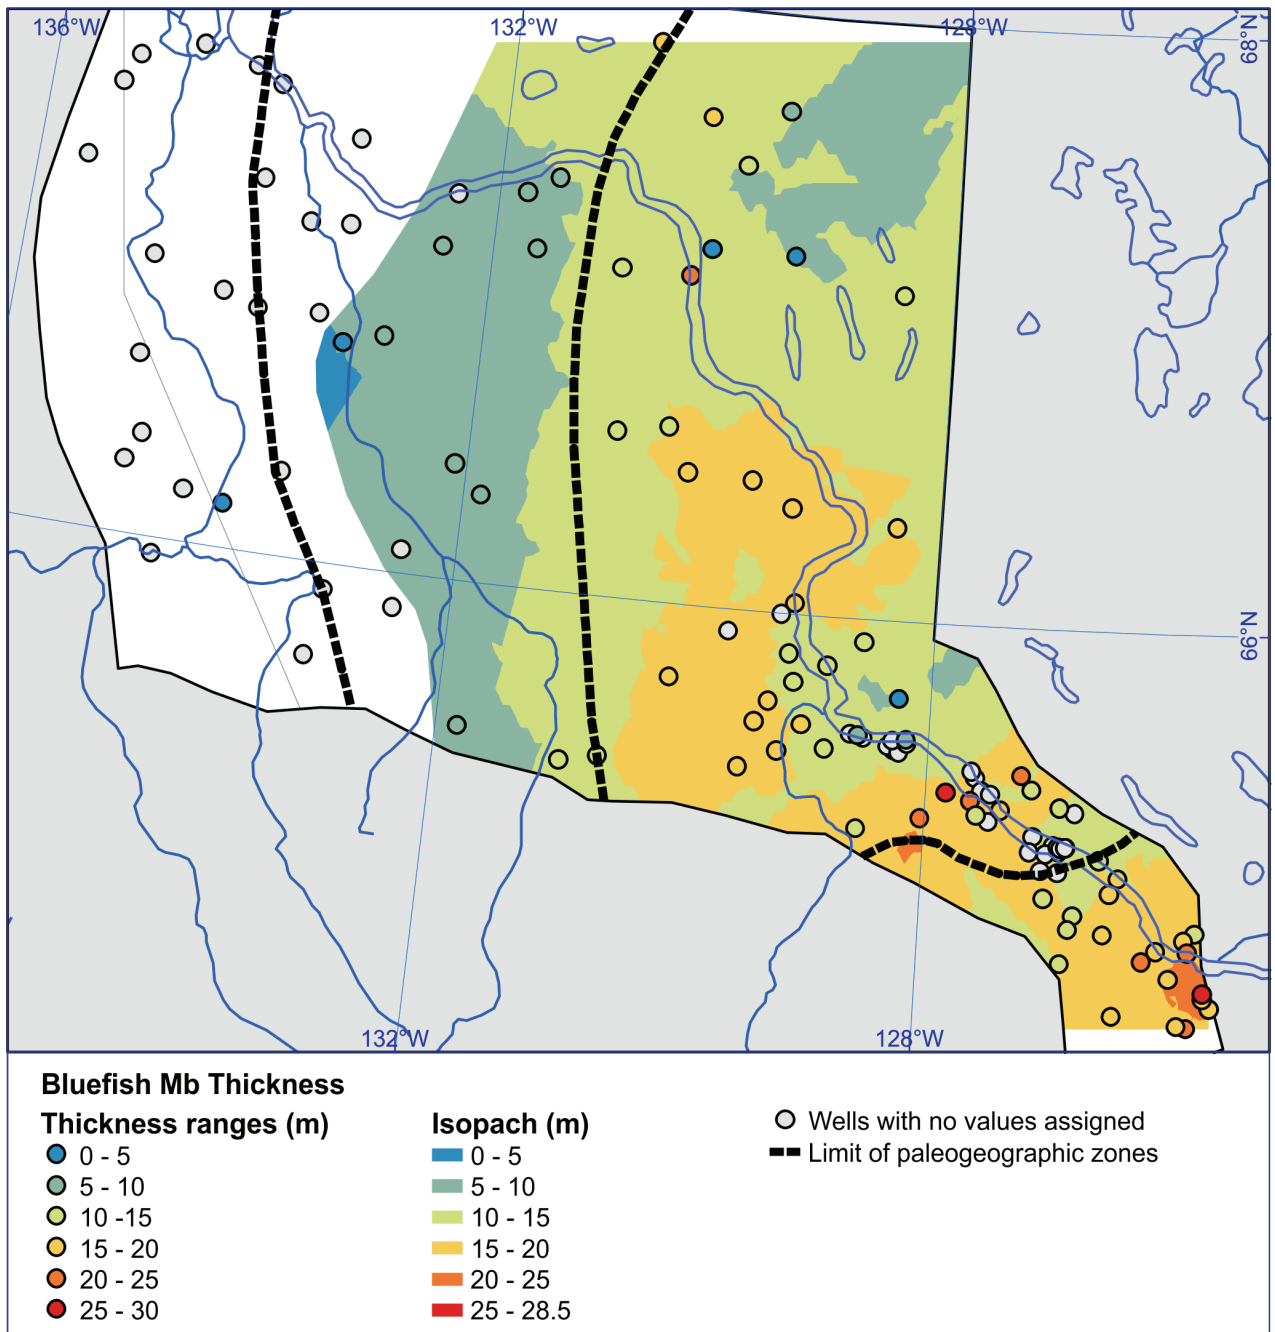 136°W 132°W 128°W
68°N
66°N
132°W 128°W
Bluefish Mb Thickness
Thickness ranges (m)
0 - 5
5 - 10
10 -15
15 - 20
20 - 25
25 - 30
Isopach (m)
0 - 5
5 - 10
10 - 15
15 - 20
20 - 25
25 - 28.5
Wells with no values assigned
Limit of paleogeographic zones